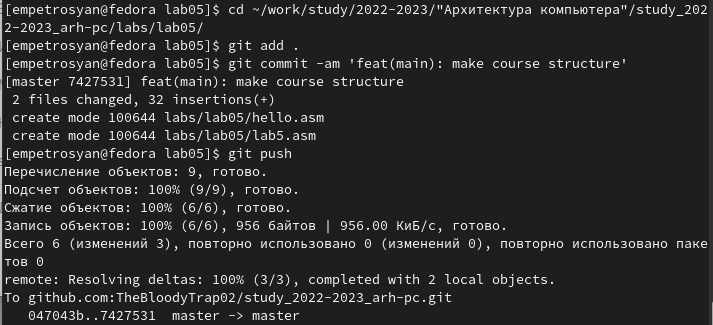 [empetrosyan@fedora lab05]$ cd ~/work/study/2022-2023/"Архитектура компьютера"/study_202
2-2023_arh-pc/labs/lab05/
[empetrosyan@fedora lab05]$ git add .
[empetrosyan@fedora lab05]$ git commit -am 'feat(main): make course structure'
[master 7427531] feat(main): make course structure
 2 files changed, 32 insertions(+)
 create mode 100644 labs/lab05/hello.asm
 create mode 100644 labs/lab05/lab5.asm
[empetrosyan@fedora lab05]$ git push
Перечисление объектов: 9, готово.
Подсчет объектов: 100% (9/9), готово.
Сжатие объектов: 100% (6/6), готово.
Запись объектов: 100% (6/6), 956 байтов | 956.00 КиБ/с, готово.
Всего 6 (изменений 3), повторно использовано 0 (изменений 0), повторно использовано паке
тов 0
remote: Resolving deltas: 100% (3/3), completed with 2 local objects.
To github.com:TheBloodyTrap02/study_2022-2023_arh-pc.git
   047043b..7427531  master -> master